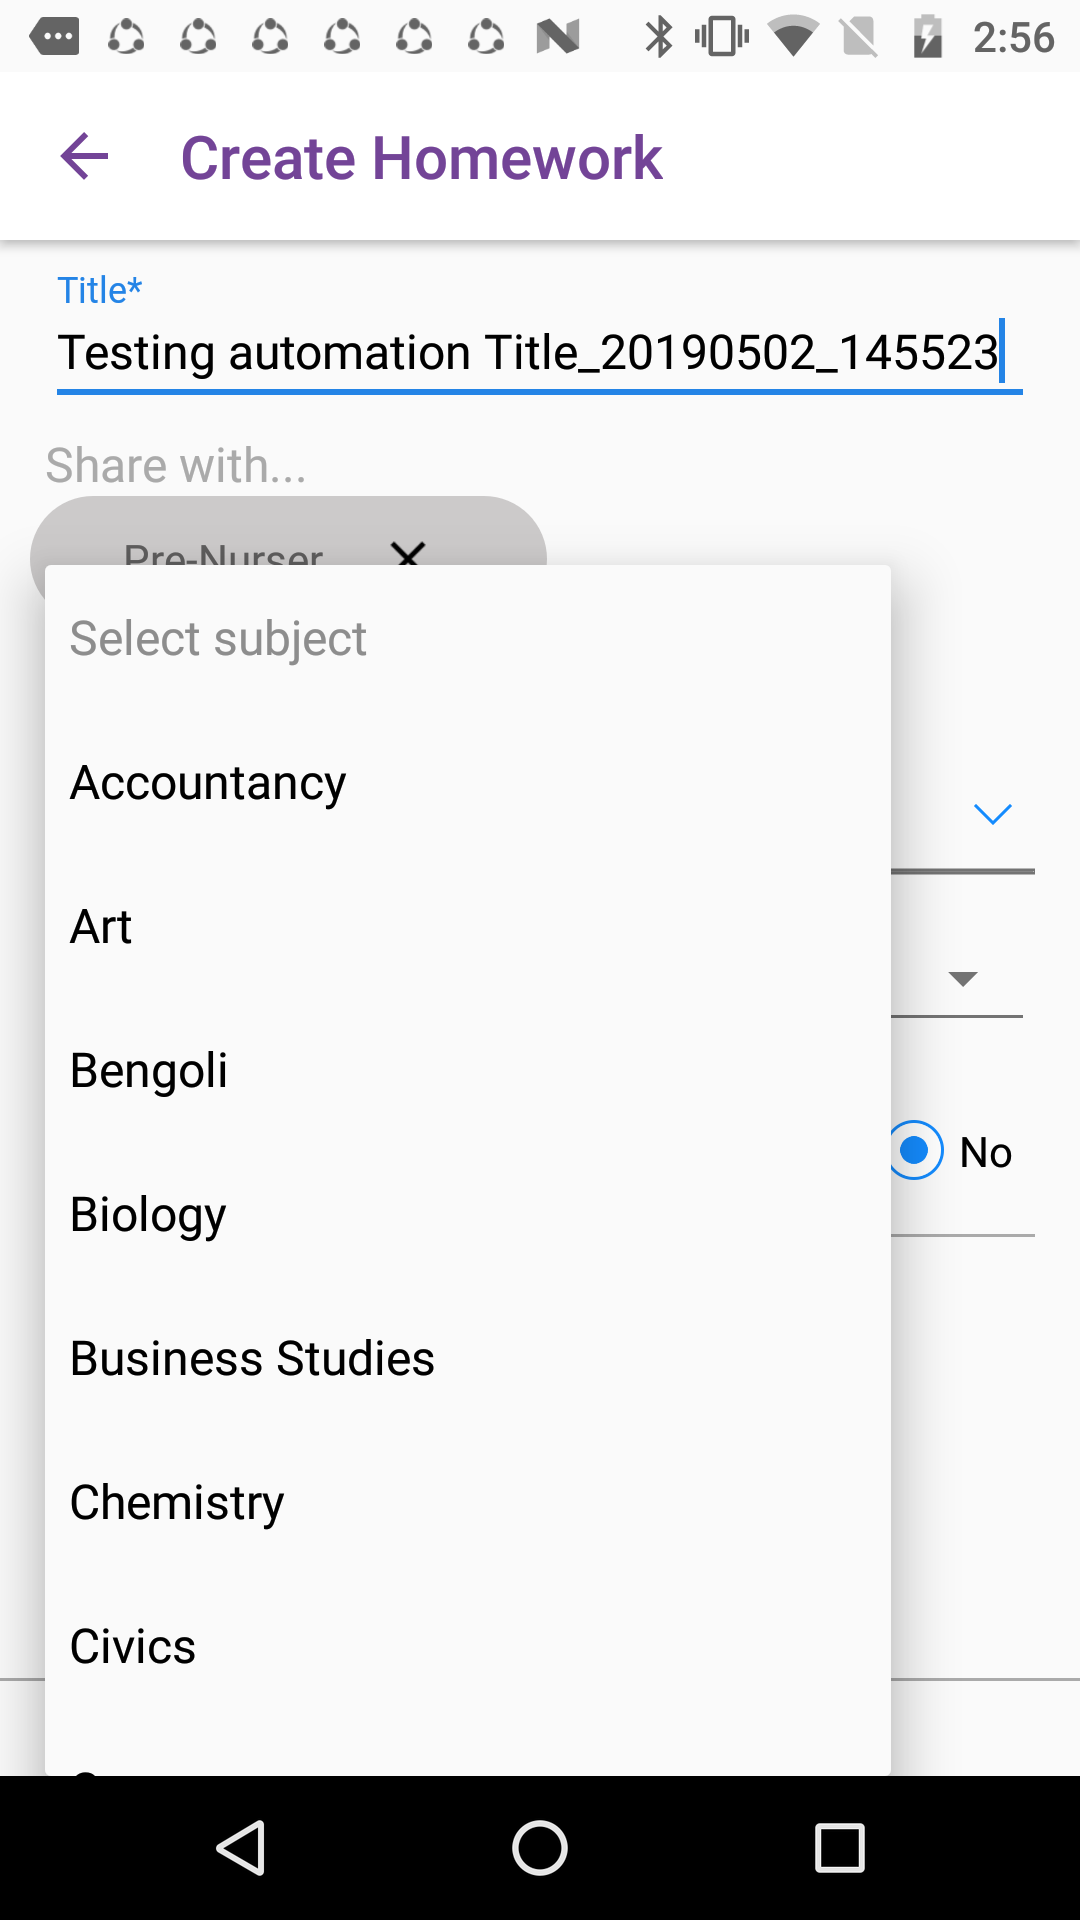 2:56
Create Homework
Title*
Testing automation Title_20190502_145523
Share with...
Pre-Nurser
Select subject
Accountancy
Art
Bengoli
Biology
No
Business Studies
Chemistry
Civics